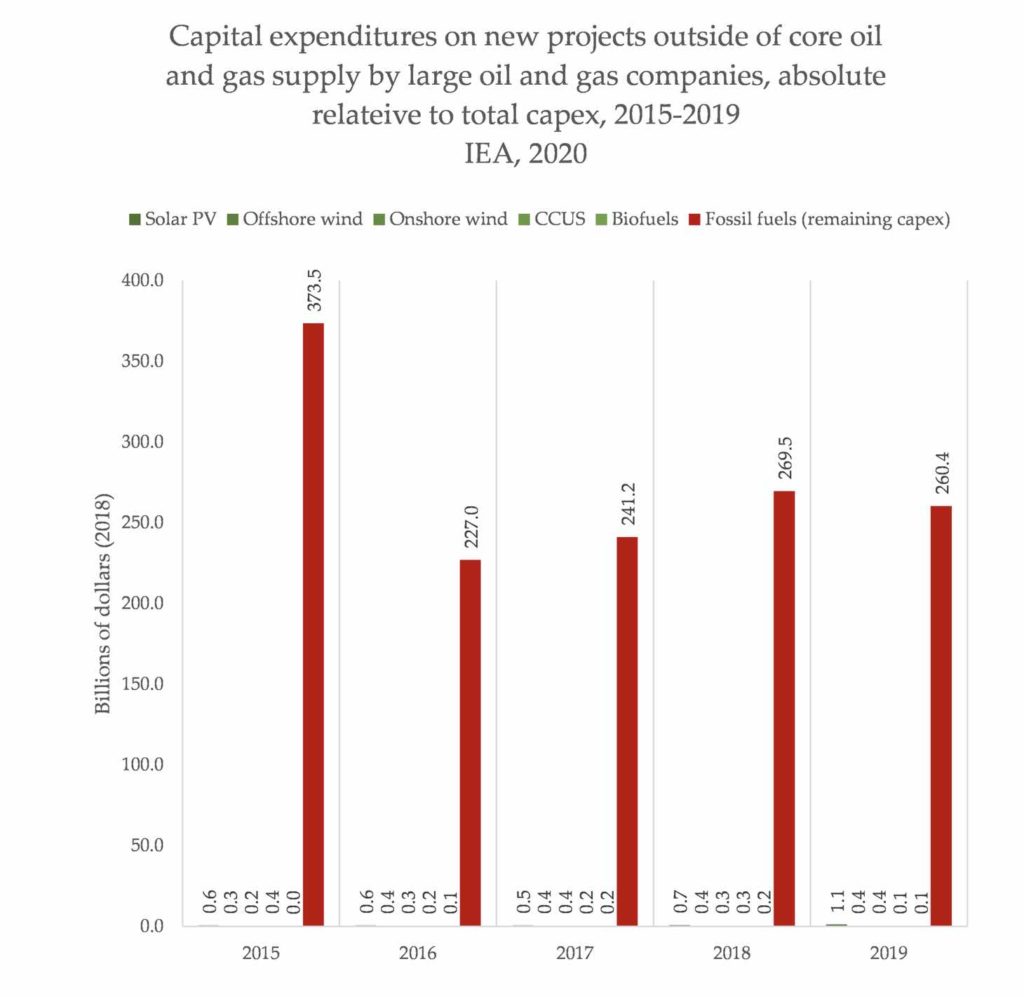 Capital expenditures on new projects outside of core oil
and gas supply by large oil and gas companies, absolute
relateive to total capex, 2015-2019
IEA, 2020
Solar PV Offshore wind Onshore wind CCUS Biofuels Fossil fuels (remaining capex)
Billions of dollars (2018)
400.0
350.0
300.0
250.0
200.0
150.0
100.0
50.0
0.0
0.6 0.3 0.2 0.4 0.0 373.5
0.6 0.4 0.3 0.2 0.1 227.0
0.5 0.4 0.4 0.2 0.2 241.2
0.7 0.4 0.3 0.3 0.2 269.5
1.1 0.4 0.4 0.1 0.1 260.4
2015 2016 2017 2018 2019